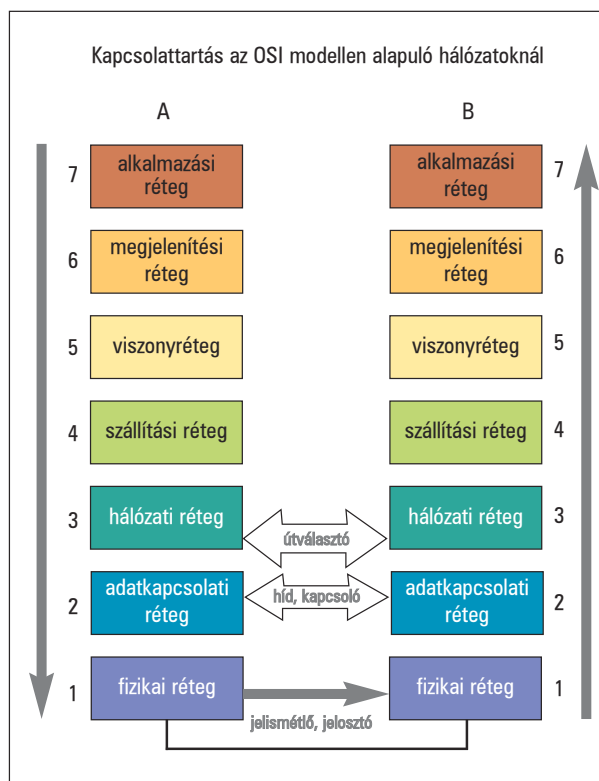 Kapcsolattartás az OSI modellen alapuló hálózatoknál
A B
7 alkalmazási réteg alkalmazási réteg 7
6 megjelenítési réteg megjelenítési réteg 6
5 viszonyréteg viszonyréteg 5
4 szállítási réteg szállítási réteg 4
3 hálózati réteg hálózati réteg 3
útválasztó
2 adatkapcsolati réteg híd, kapcsoló adatkapcsolati réteg 2
1 fizikai réteg fizikai réteg 1
jelismétlő, jelosztó